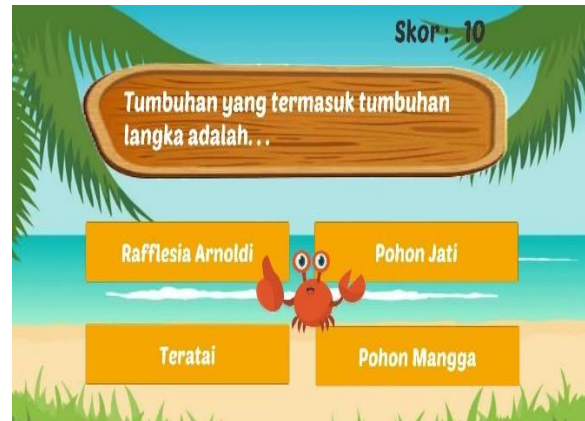 Skor : 10
Tumbuhan yang termasuk tumbuhan
langka adalah. . .
Rafflesia Arnoldi
Pohon Jati
Teratai
Pohon Mangga